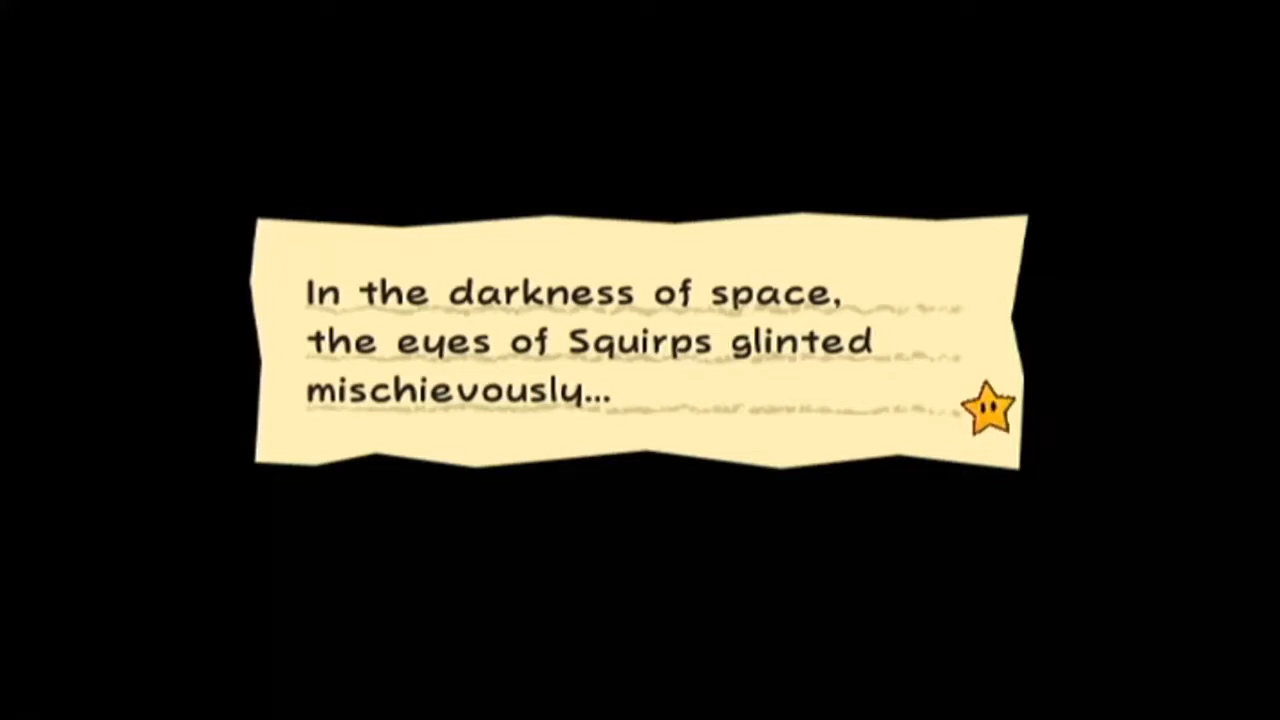 In the darkness of space,
the eyes of Squirps glinted
mischievously...